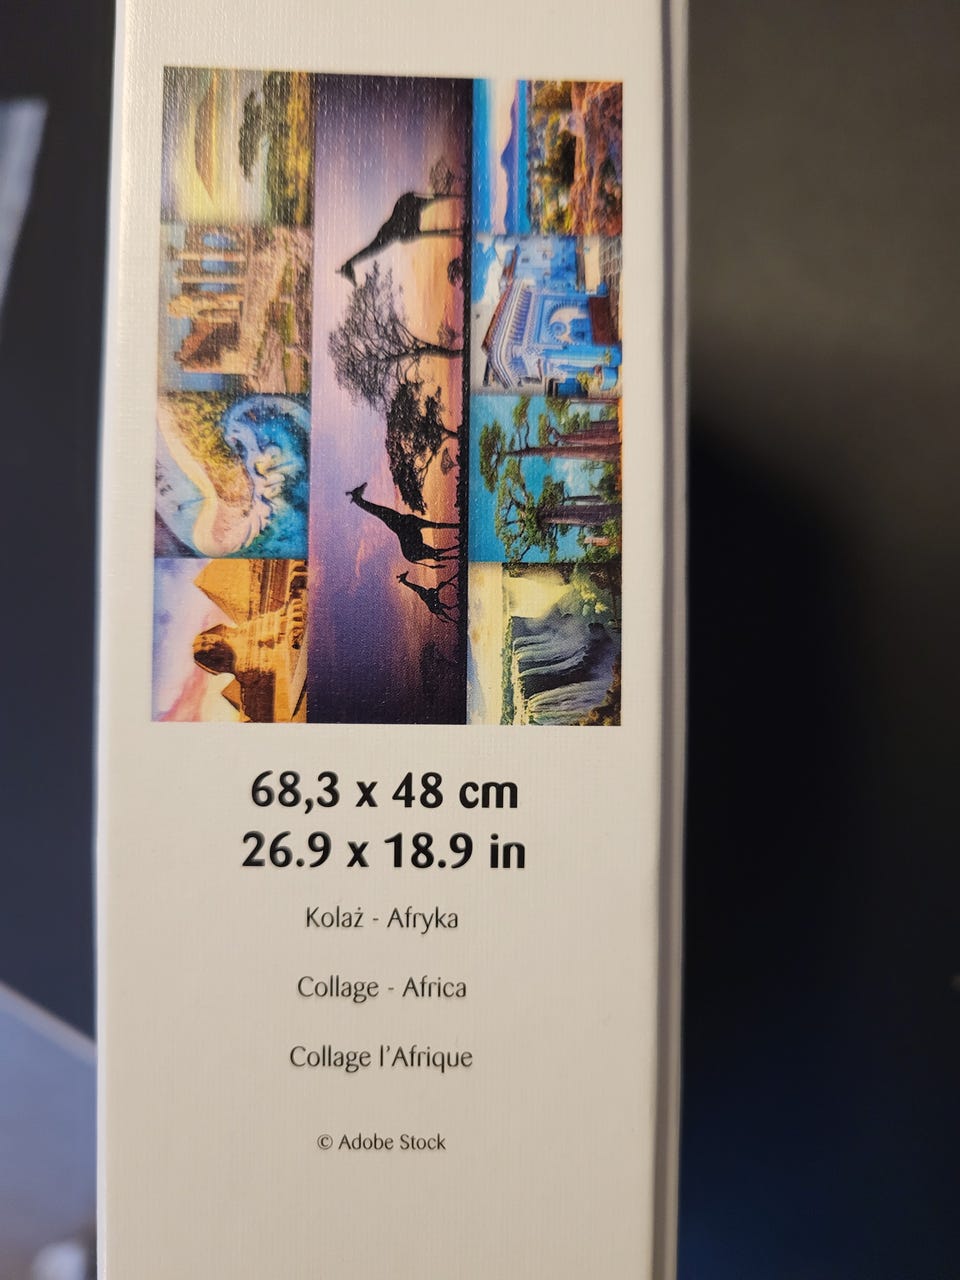 68,3 x 48 cm
26.9 x 18.9 in
Kolaż - Afryka
Collage - Africa
Collage l'Afrique
© Adobe Stock